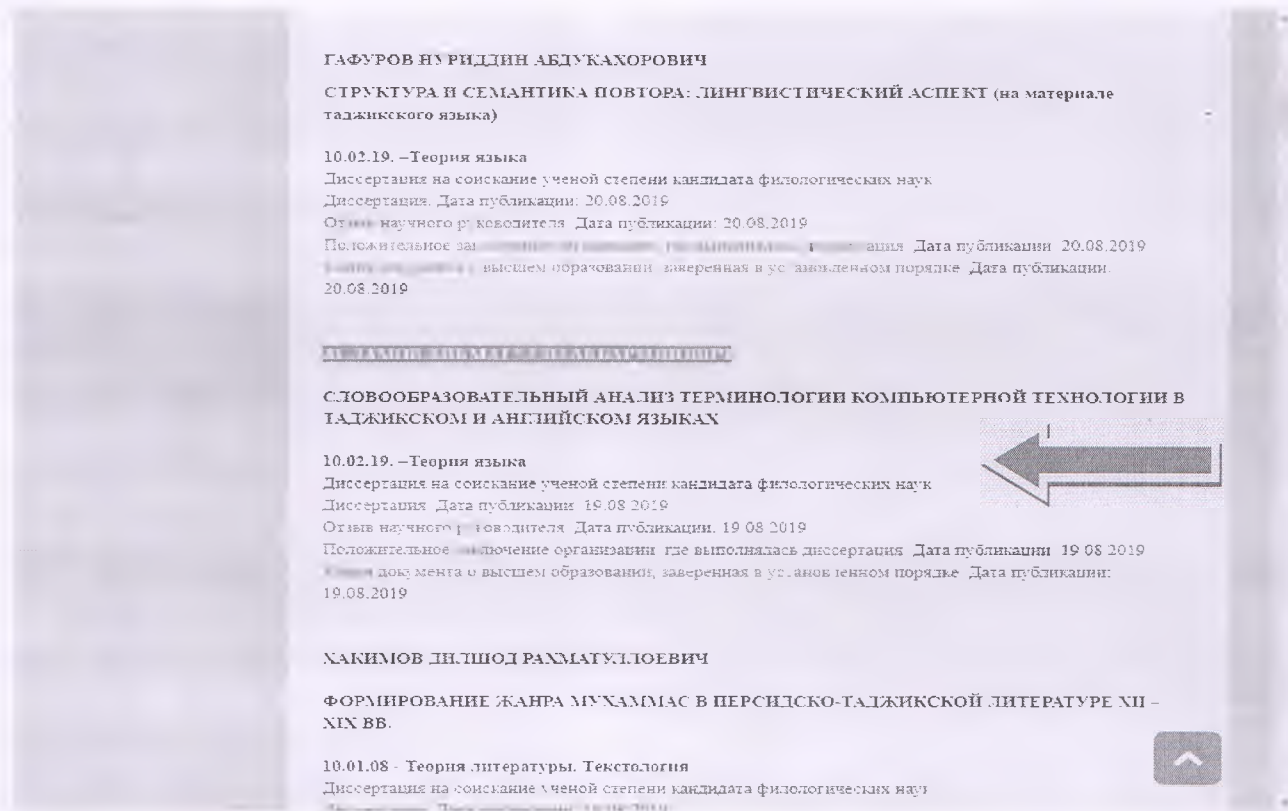 ГАФУРОВ НУРИДДИН АБДУКАХОРОВИЧ
СТРУКТУРА И СЕМАНТИКА ПОВТОРА: ЛИНГВИСТИЧЕСКИЙ АСПЕКТ (на материале
таджикского языка)
10.02.19. –Теория языка
Диссертация на соискание ученой степени кандидата филологических наук
Диссертация. Дата публикации: 20.08.2019
Отзыв научного руководителя Дата публикации: 20.08.2019
Положительное Дата публикации 20.08.2019
высшем образовании, заверенная в установленном порядке Дата публикации.
20.08.2019
СЛОВООБРАЗОВАТЕЛЬНЫЙ АНАЛИЗ ТЕРМИНОЛОГИИ КОМПЬЮТЕРНОЙ ТЕХНОЛОГИИ В
ТАДЖИКСКОМ И АНГЛИЙСКОМ ЯЗЫКАХ
10.02.19. –Теория языка
Диссертация на соискание ученой степени кандидата филологических наук
Диссертация Дата публикации 19.08.2019
Отзыв научного руководителя Дата публикации. 19 08 2019
Положительное заключение организации где выполнялась диссертация Дата публикации 19 08 2019
Копия документа о высшем образовании, заверенная в установленном порядке Дата публикации:
19.08.2019
ХАКИМОВ ДИЛШОД РАХМАТУЛЛОЕВИЧ
ФОРМИРОВАНИЕ ЖАНРА МУХАММАС В ПЕРСИДСКО-ТАДЖИКСКОЙ ЛИТЕРАТУРЕ XII –
XIX ВВ.
10.01.08 - Теория литературы. Текстология
Диссертация на соискание ученой степени кандидата филологических наук